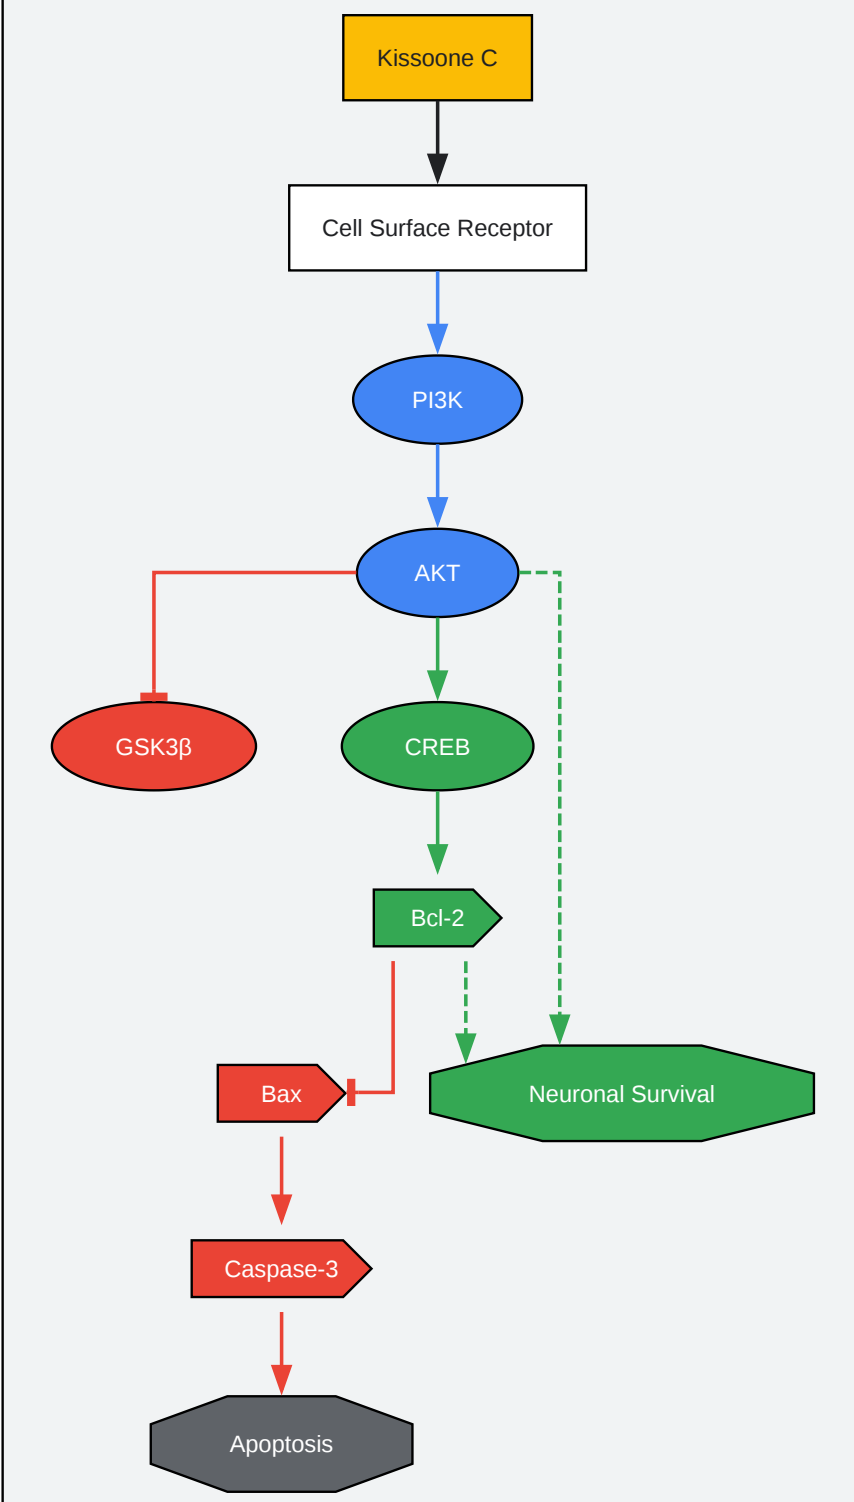 Kissoone C
Cell Surface Receptor
PI3K
AKT
GSK3β
CREB
Bcl-2
Bax
Neuronal Survival
Caspase-3
Apoptosis